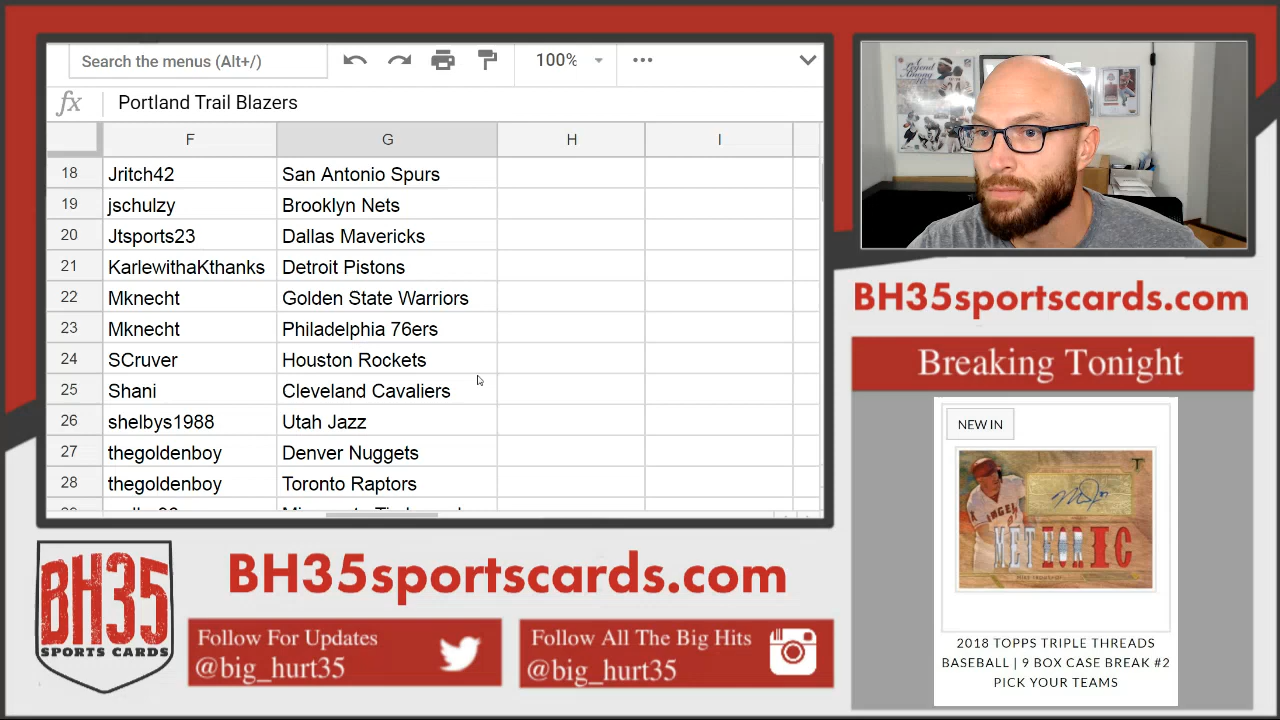 Search the menus (Alt+/)
100%
fx Portland Trail Blazers
F G H I
18 Jritch42 San Antonio Spurs
19 jschulzy Brooklyn Nets
20 Jtsports23 Dallas Mavericks
21 KarlewithaKthanks Detroit Pistons
22 Mknecht Golden State Warriors
23 Mknecht Philadelphia 76ers
24 SCruver Houston Rockets
25 Shani Cleveland Cavaliers
26 shelbys1988 Utah Jazz
27 thegoldenboy Denver Nuggets
28 thegoldenboy Toronto Raptors
BH35sportscards.com
Breaking Tonight
NEW IN
ANGELS
METEORIC
2018 TOPPS TRIPLE THREADS
BASEBALL | 9 BOX CASE BREAK #2
PICK YOUR TEAMS
BH35
SPORTS CARDS
BH35sportscards.com
Follow For Updates
@big_hurt35
Follow All The Big Hits
@big_hurt35